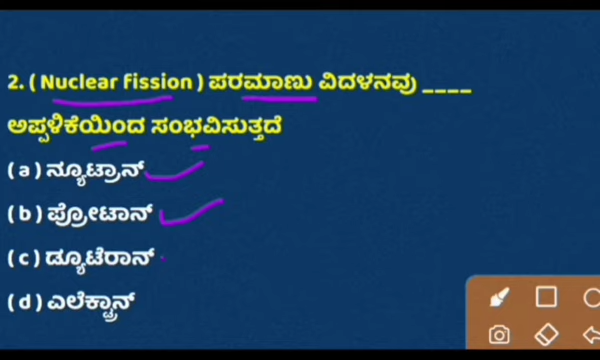 2. ( Nuclear fission ) ಪರಮಾಣು ವಿದಳನವು ____
ಅಪ್ಪಳಿಕೆಯಿಂದ ಸಂಭವಿಸುತ್ತದೆ
( a ) ನ್ಯೂಟ್ರಾನ್
( b ) ಪ್ರೋಟಾನ್
( c ) ಡ್ಯೂಟೆರಾನ್
( d ) ಎಲೆಕ್ಟ್ರಾನ್